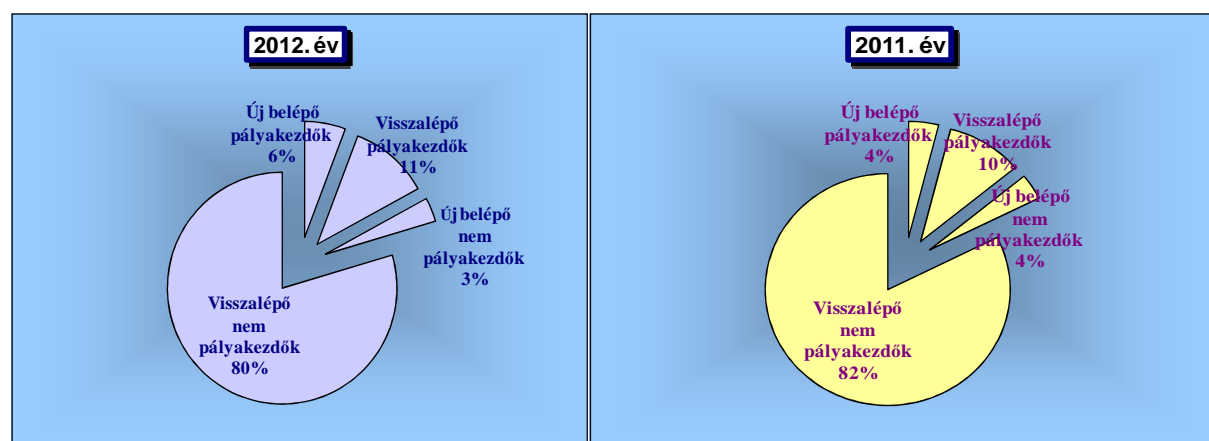 2012. év
Új belépő
pályakezdők
6%
Visszalépő
pályakezdők
11%
Új belépő
nem
pályakezdők
3%
Visszalépő
nem
pályakezdők
80%
2011. év
Új belépő
pályakezdők
4%
Visszalépő
pályakezdők
10%
Új belépő
nem
pályakezdők
4%
Visszalépő
nem
pályakezdők
82%